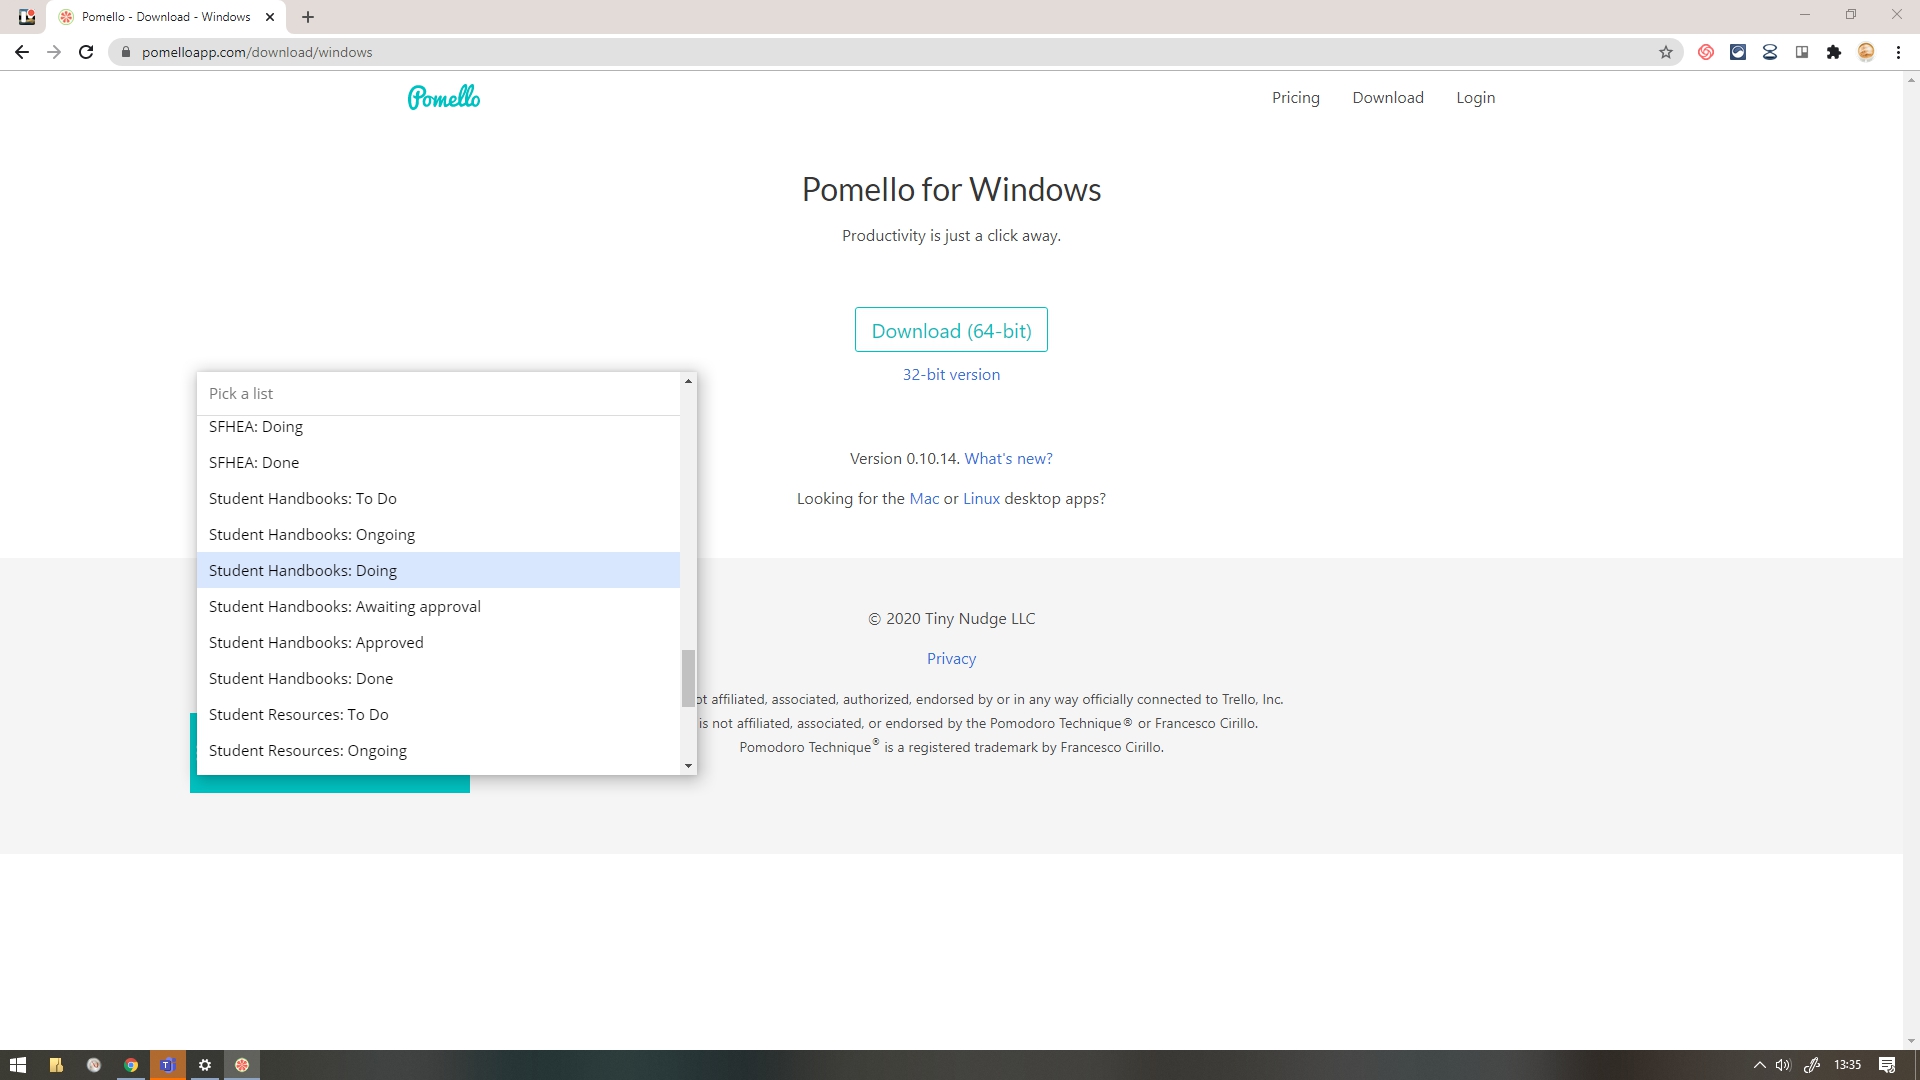 Pomello - Download - Windows
pomelloapp.com/download/windows
Pomello
Pricing
Download
Login
Pomello for Windows
Productivity is just a click away.
Download (64-bit)
32-bit version
Version 0.10.14. What's new?
Looking for the Mac or Linux desktop apps?
Pick a list
SFHEA: Doing
SFHEA: Done
Student Handbooks: To Do
Student Handbooks: Ongoing
Student Handbooks: Doing
Student Handbooks: Awaiting approval
Student Handbooks: Approved
Student Handbooks: Done
Student Resources: To Do
Student Resources: Ongoing
© 2020 Tiny Nudge LLC
Privacy
affiliated, associated, authorized, endorsed by or in any way officially connected to Trello, Inc.
is not affiliated, associated, or endorsed by the Pomodoro Technique® or Francesco Cirillo.
Pomodoro Technique® is a registered trademark by Francesco Cirillo.
13:35